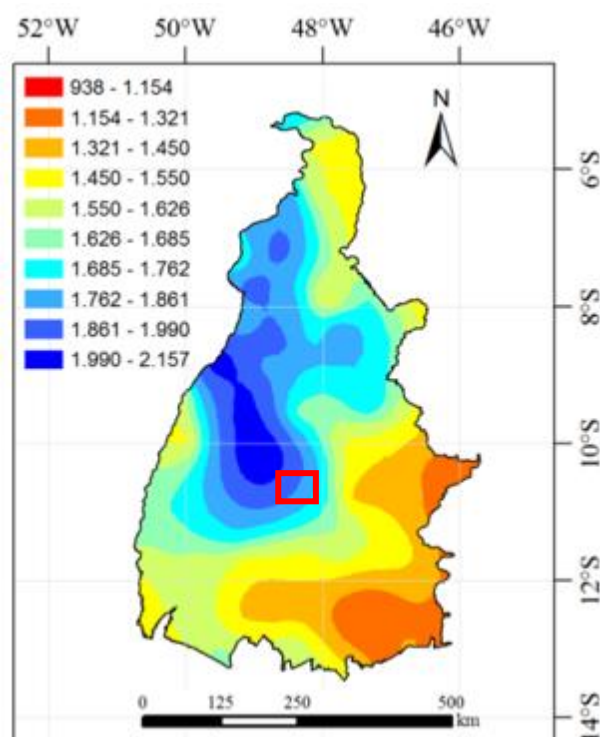 52°W 50°W 48°W 46°W
938 - 1.154
1.154 - 1.321
1.321 - 1.450
1.450 - 1.550
1.550 - 1.626
1.626 - 1.685
1.685 - 1.762
1.762 - 1.861
1.861 - 1.990
1.990 - 2.157
N
6°S
8°S
10°S
12°S
14°S
0 125 250 500
km